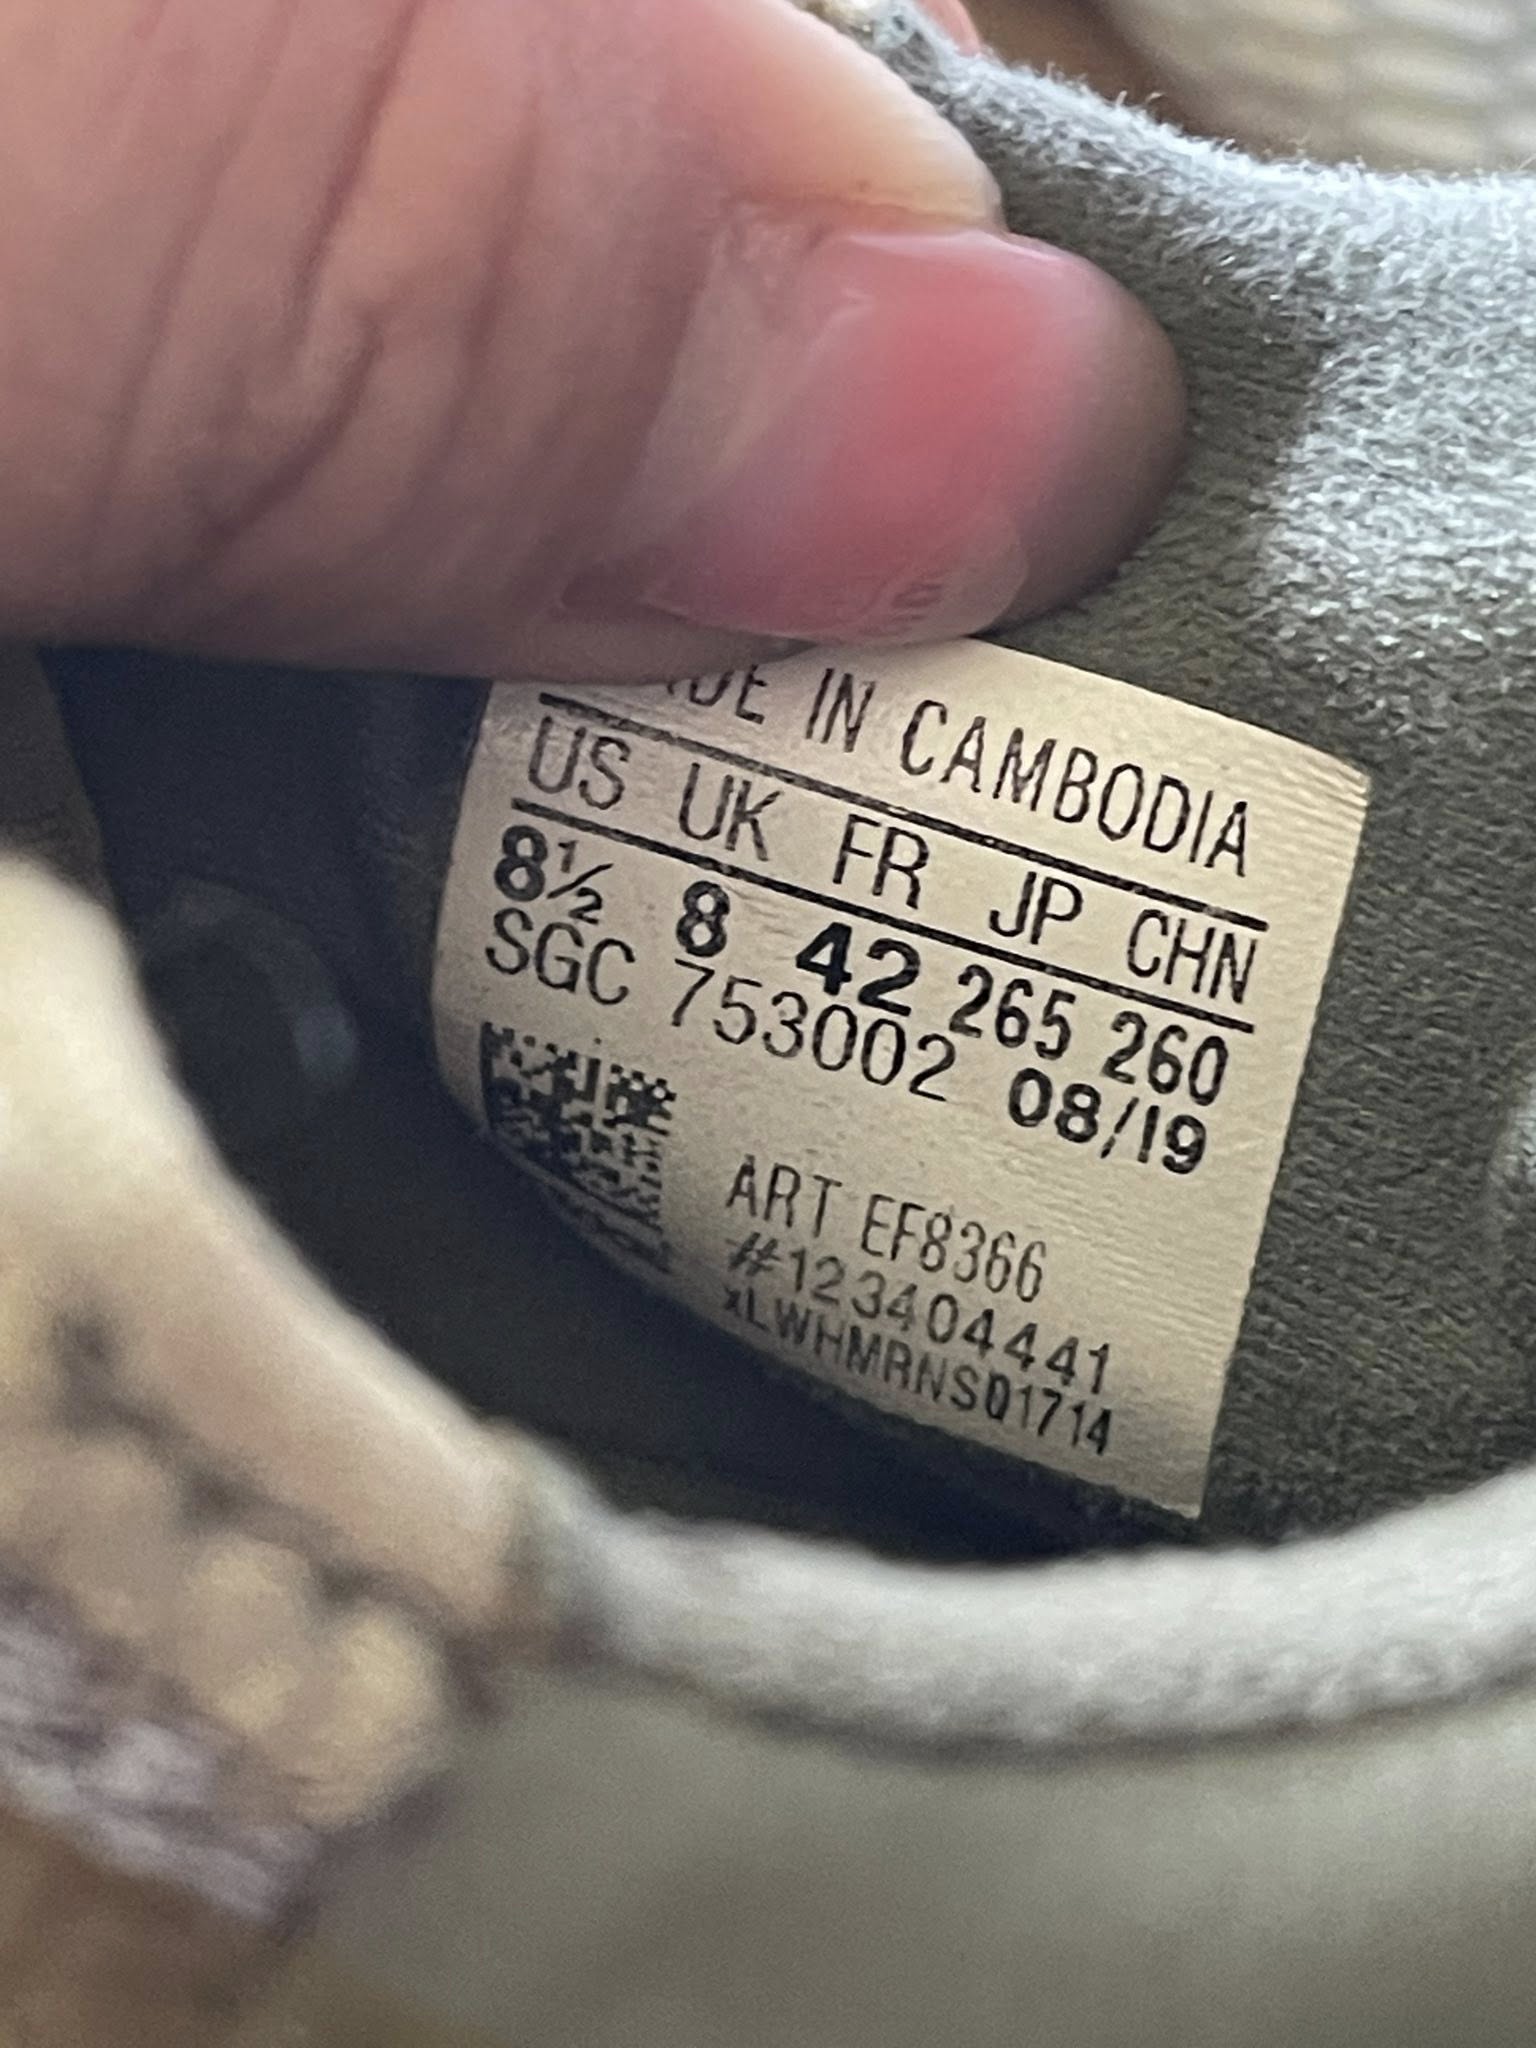 IN CAMBODIA
US UK FR JP CHN
8½ 8 42 265 260
SGC 753002 08/19
ART EF8366
#123404441
xLWHMRNS01714